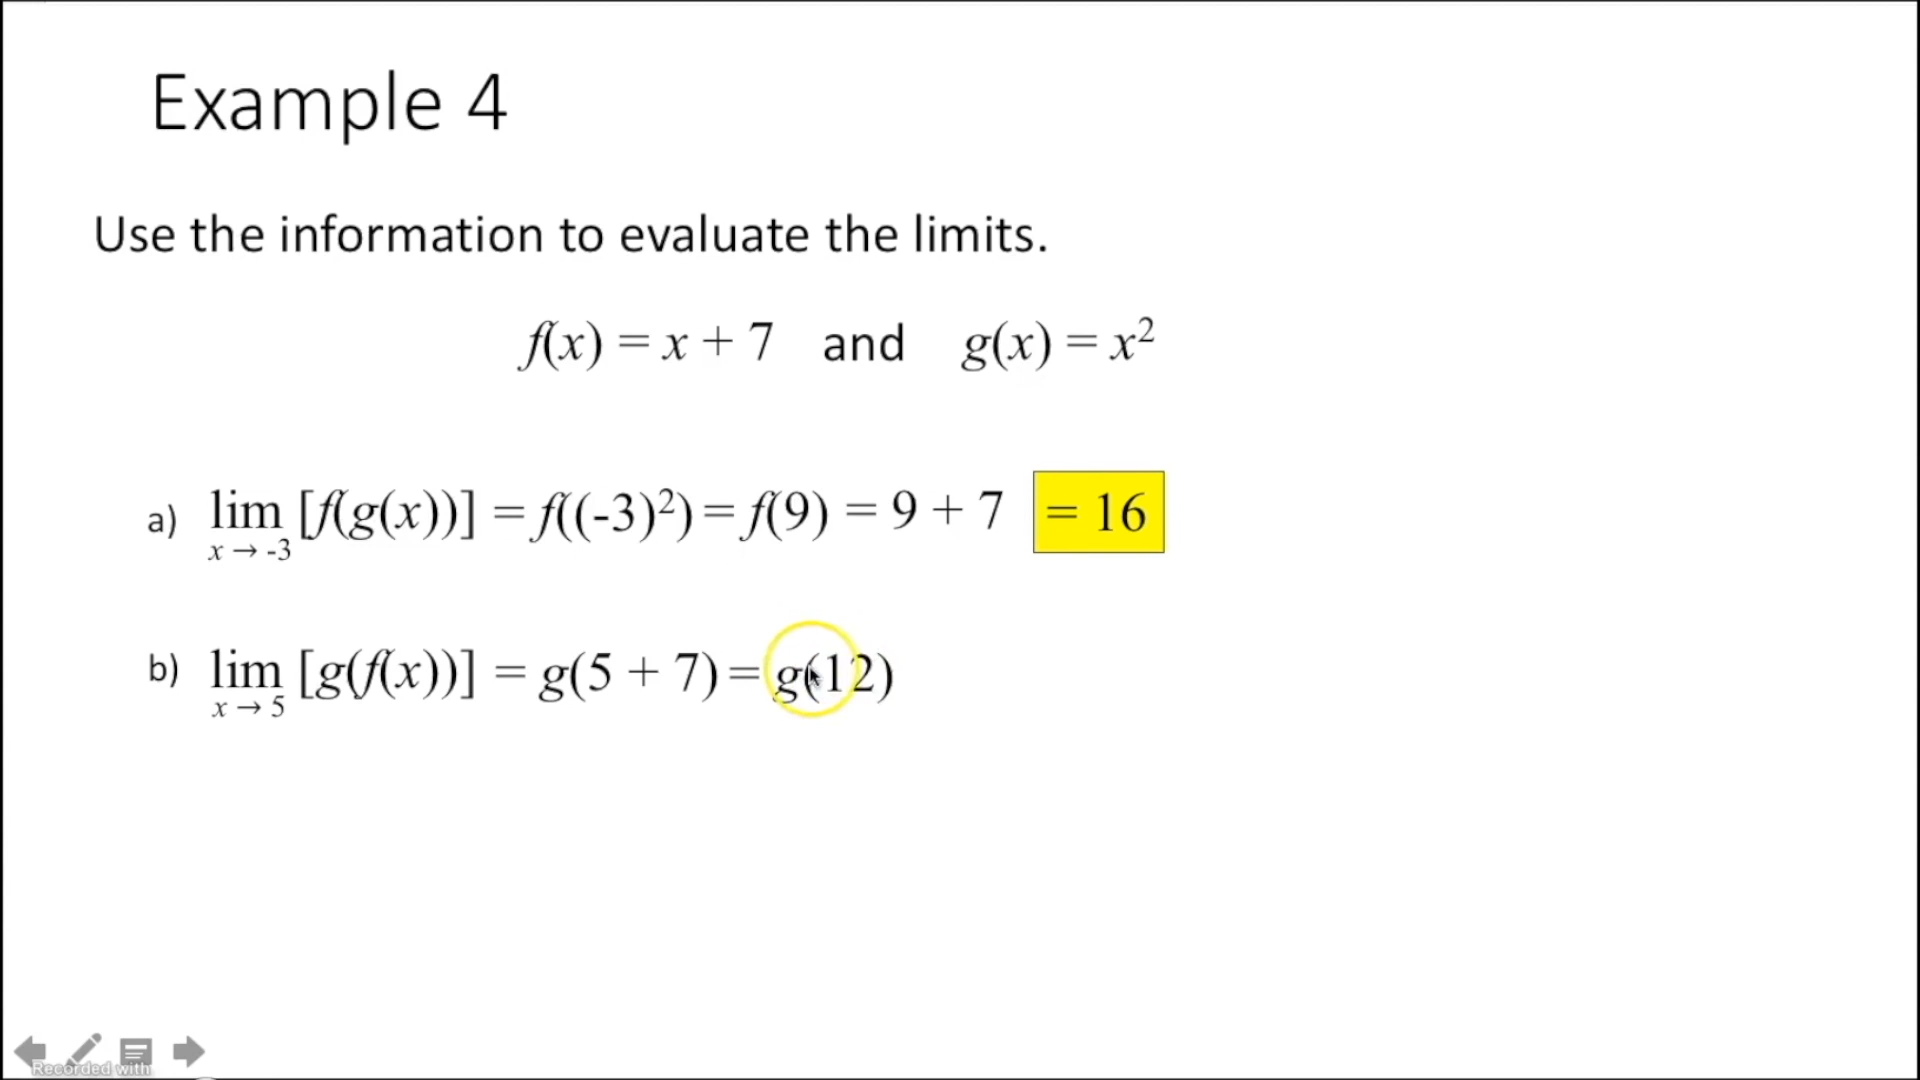 Example 4
Use the information to evaluate the limits.
f(x) = x + 7 and g(x) = x²
a) lim [f(g(x))] = f((-3)²) = f(9) = 9 + 7 = 16
x → -3
b) lim [g(f(x))] = g(5 + 7) = g(12)
x → 5
Recorded with